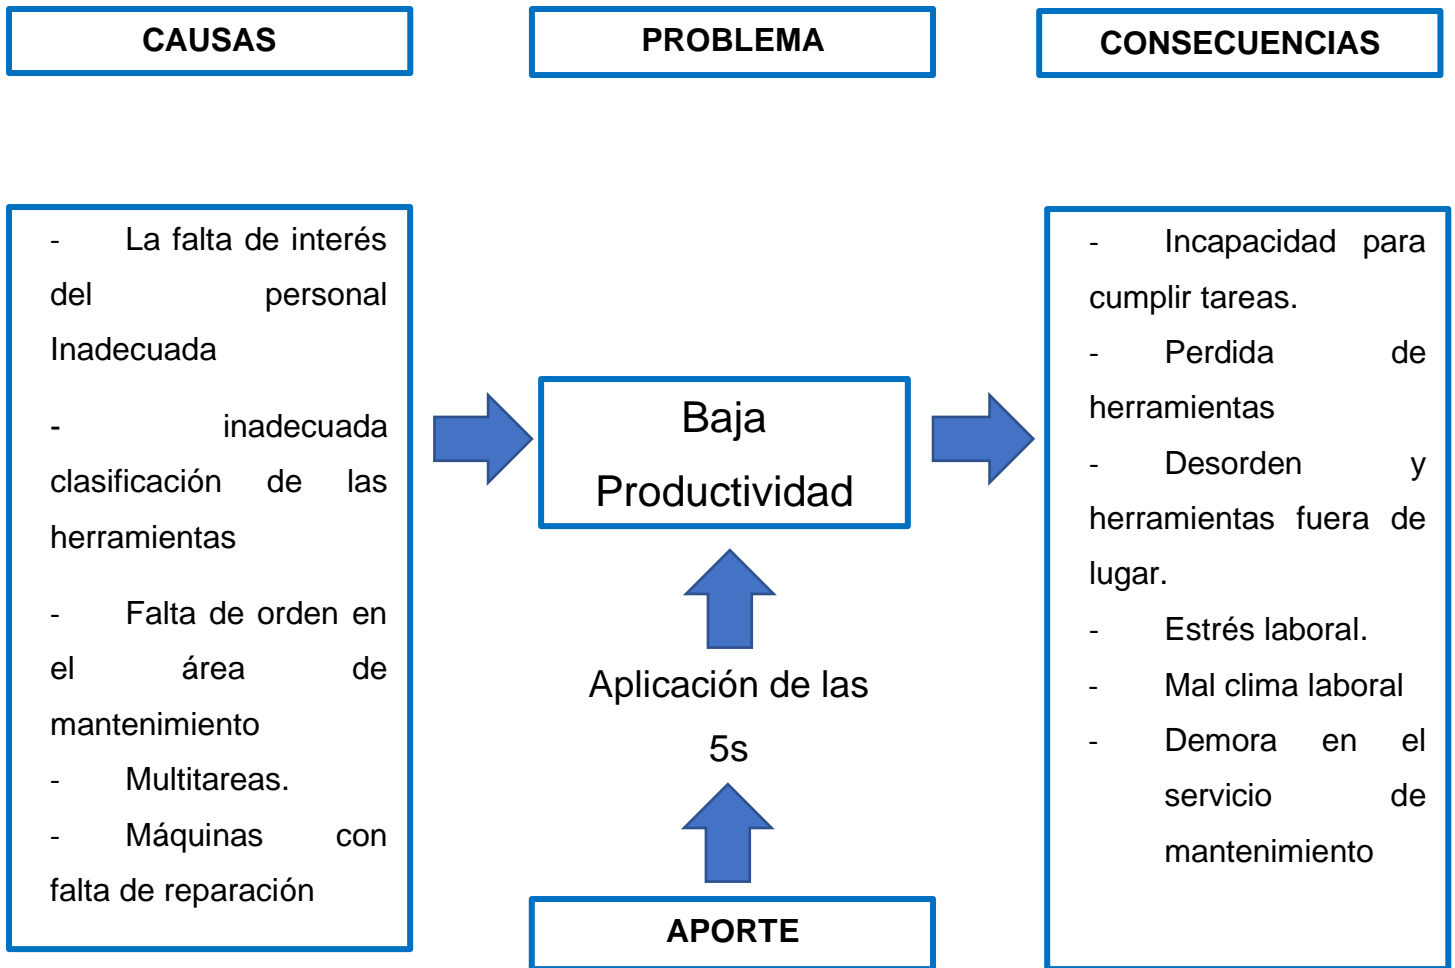 CAUSAS
PROBLEMA
CONSECUENCIAS
- La falta de interés
del personal
Inadecuada
- inadecuada
clasificación de las
herramientas
- Falta de orden en
el área de
mantenimiento
- Multitareas.
- Máquinas con
falta de reparación
Baja
Productividad
Aplicación de las
5s
APORTE
- Incapacidad para
cumplir tareas.
- Perdida de
herramientas
- Desorden y
herramientas fuera de
lugar.
- Estrés laboral.
- Mal clima laboral
- Demora en el
servicio de
mantenimiento